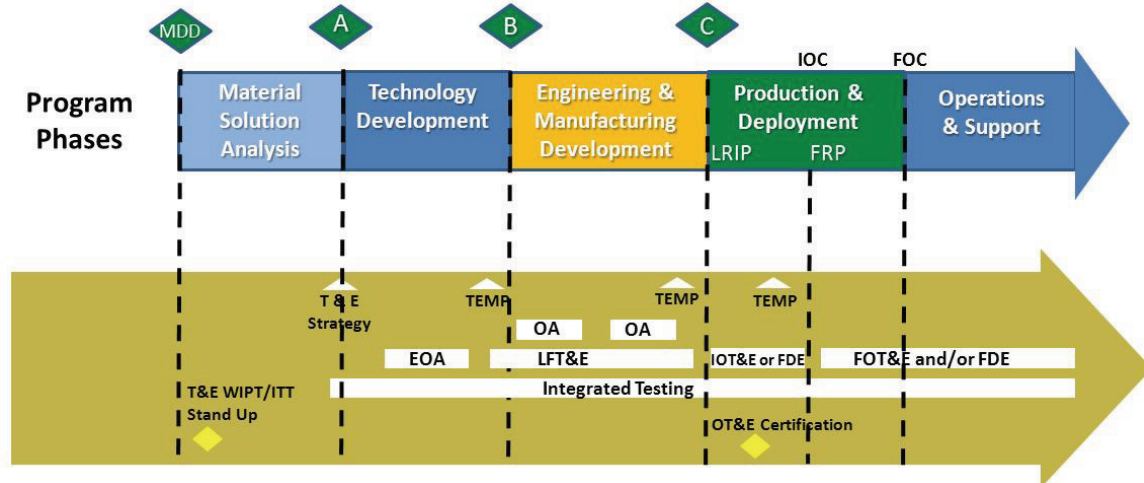 MDD
A
B
C
IOC
FOC
Program
Phases
Material
Solution
Analysis
Technology
Development
Engineering &
Manufacturing
Development
Production &
Deployment
LRIP
FRP
Operations
& Support
T & E
Strategy
TEMP
TEMP
TEMP
OA
OA
EOA
LFT&E
IOT&E or FDE
FOT&E and/or FDE
Integrated Testing
T&E WIPT/ITT
Stand Up
OT&E Certification